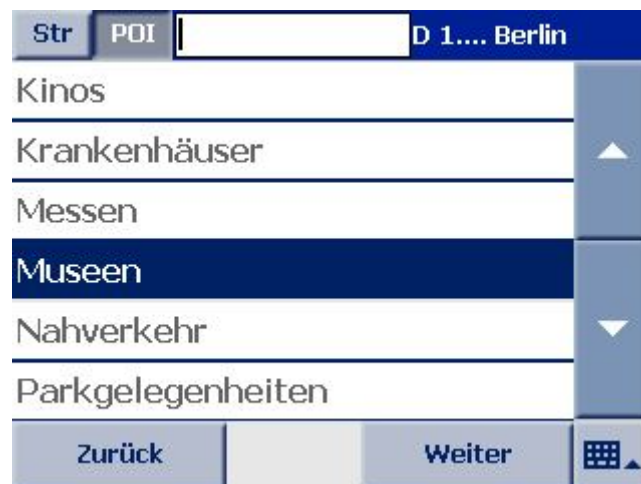 Str POI D 1.... Berlin
Kinos
Krankenhäuser
Messen
Museen
Nahverkehr
Parkgelegenheiten
Zurück Weiter